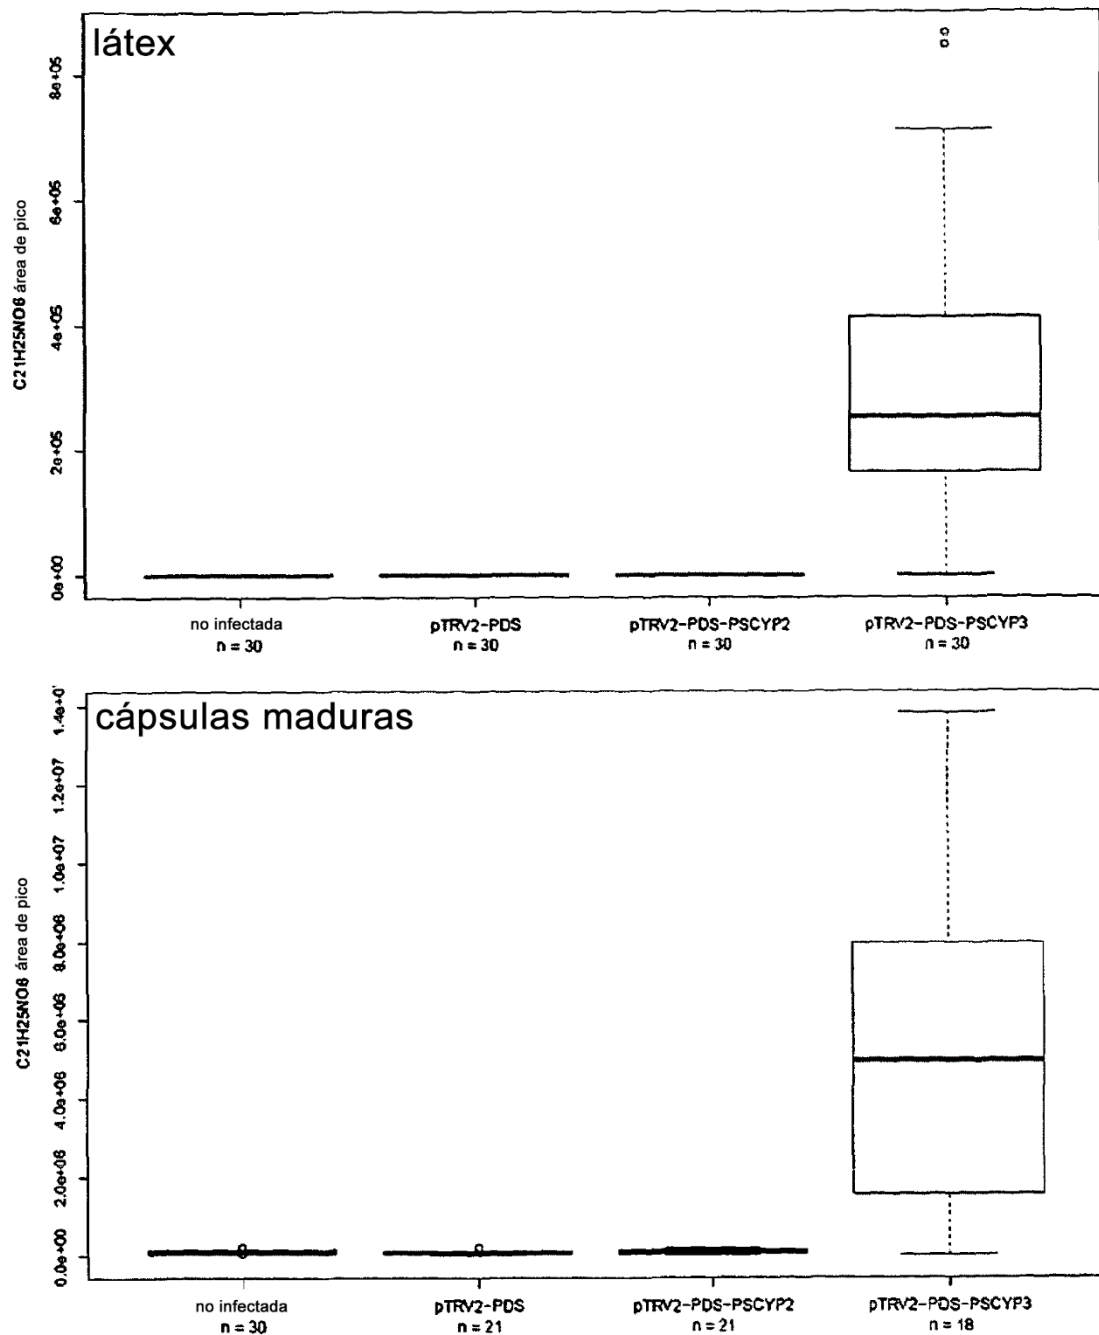 látex
8e+05
6e+05
4e+05
2e+05
0e+00
C21H25NO6 área de pico
no infectada
n = 30
pTRV2-PDS
n = 30
pTRV2-PDS-PSCYP2
n = 30
pTRV2-PDS-PSCYP3
n = 30
cápsulas maduras
1.4e+0
1.2e+07
1.0e+07
8.0e+06
6.0e+06
4.0e+06
2.0e+06
0.0e+00
C21H25NO6 área de pico
no infectada
n = 30
pTRV2-PDS
n = 21
pTRV2-PDS-PSCYP2
n = 21
pTRV2-PDS-PSCYP3
n = 18